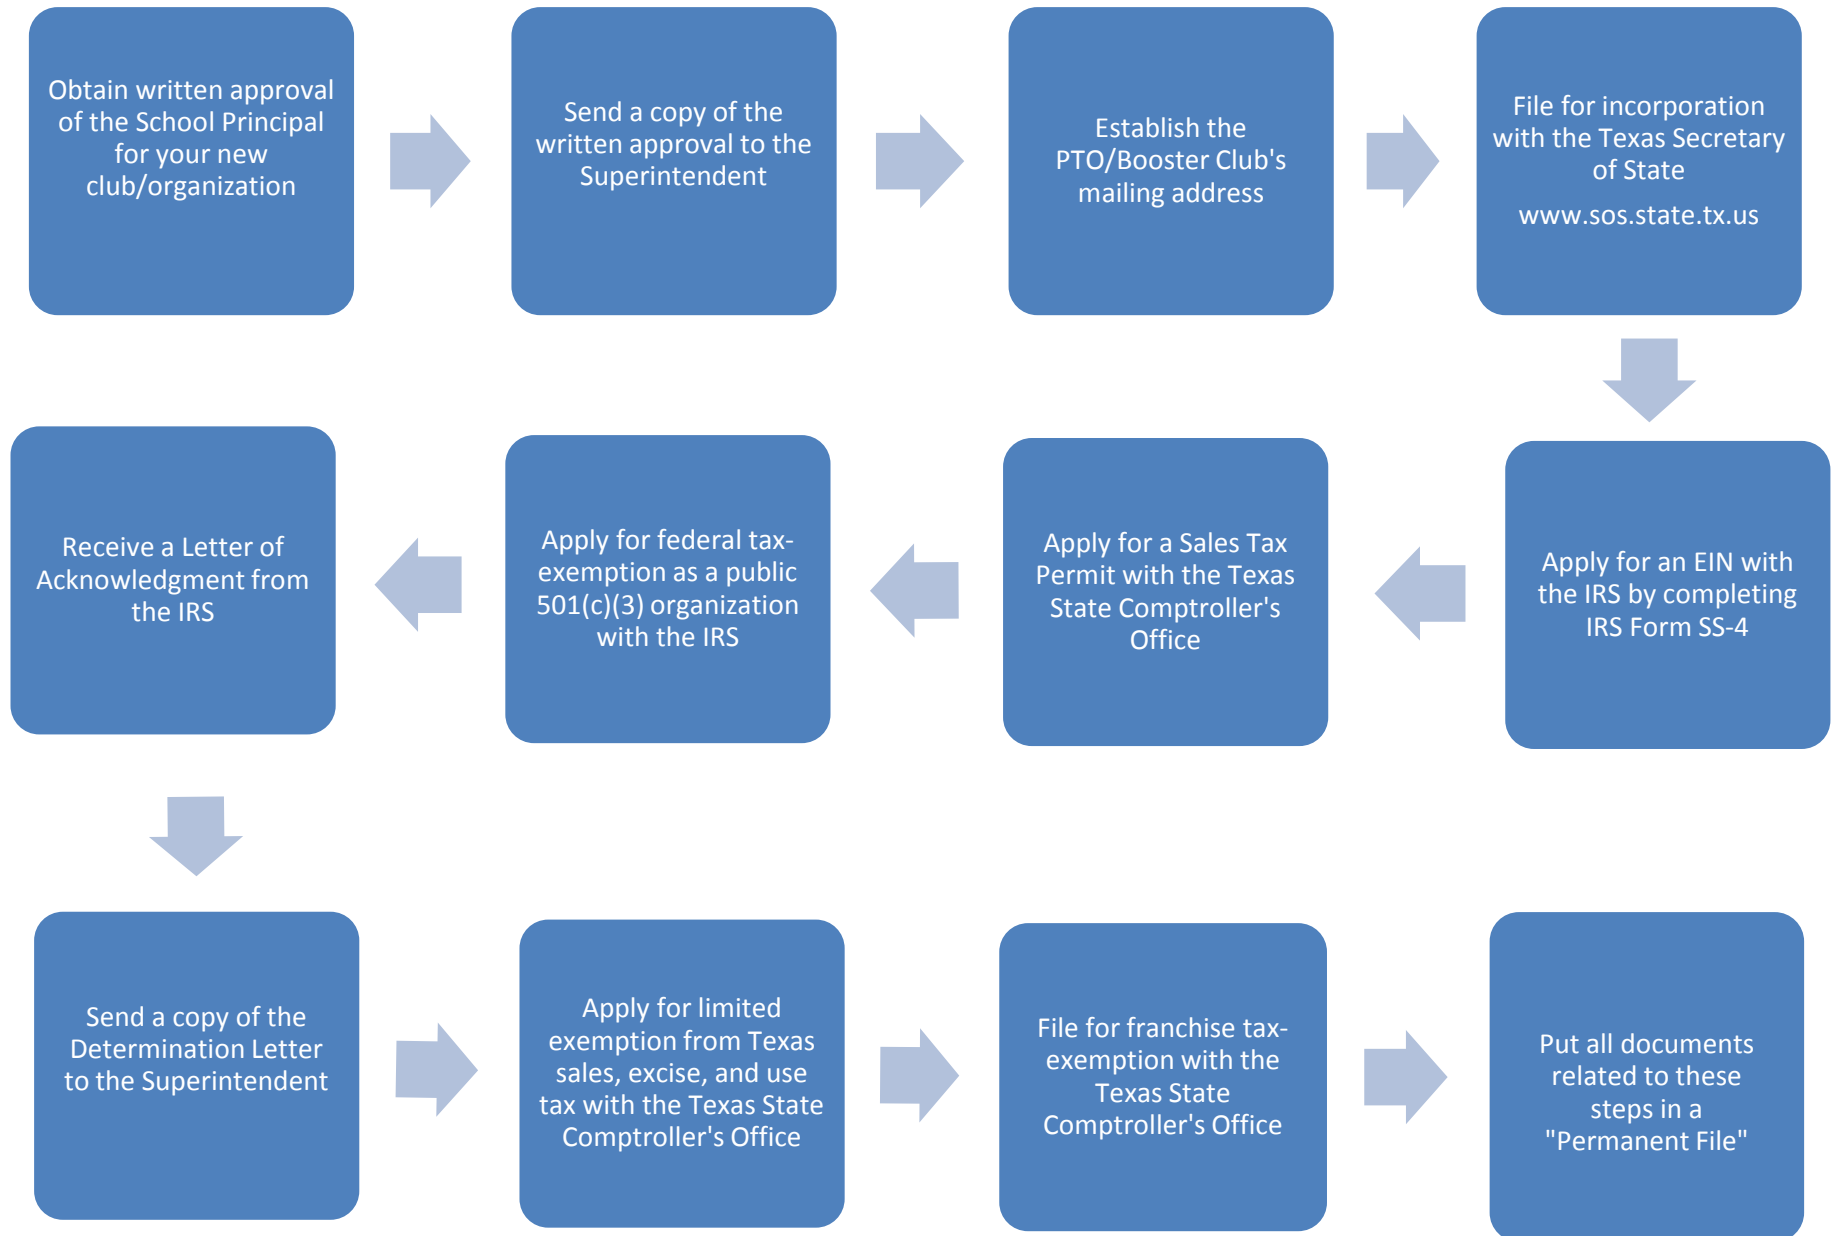 Obtain written approval
of the School Principal
for your new
club/organization
Send a copy of the
written approval to the
Superintendent
Establish the
PTO/Booster Club's
mailing address
File for incorporation
with the Texas Secretary
of State
www.sos.state.tx.us
Apply for an EIN with
the IRS by completing
IRS Form SS-4
Apply for a Sales Tax
Permit with the Texas
State Comptroller's
Office
Apply for federal tax-
exemption as a public
501(c)(3) organization
with the IRS
Receive a Letter of
Acknowledgment from
the IRS
Send a copy of the
Determination Letter
to the Superintendent
Apply for limited
exemption from Texas
sales, excise, and use
tax with the Texas State
Comptroller's Office
File for franchise tax-
exemption with the
Texas State
Comptroller's Office
Put all documents
related to these
steps in a
"Permanent File"